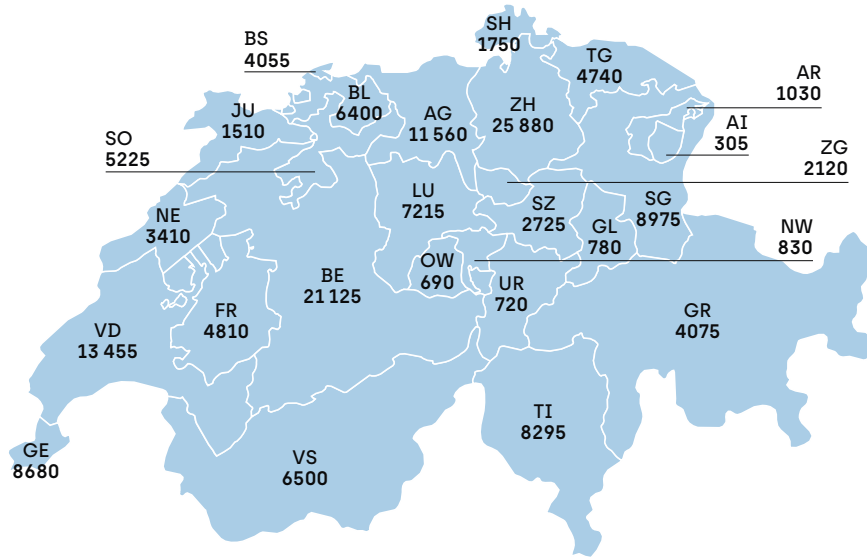 SH
1750
BS
4055
TG
4740
AR
1030
BL
6400
AG
11 560
ZH
25 880
JU
1510
AI
305
SO
5225
ZG
2120
LU
7215
SZ
2725
GL
780
SG
8975
NE
3410
NW
830
OW
690
BE
21 125
UR
720
FR
4810
GR
4075
VD
13 455
TI
8295
GE
8680
VS
6500